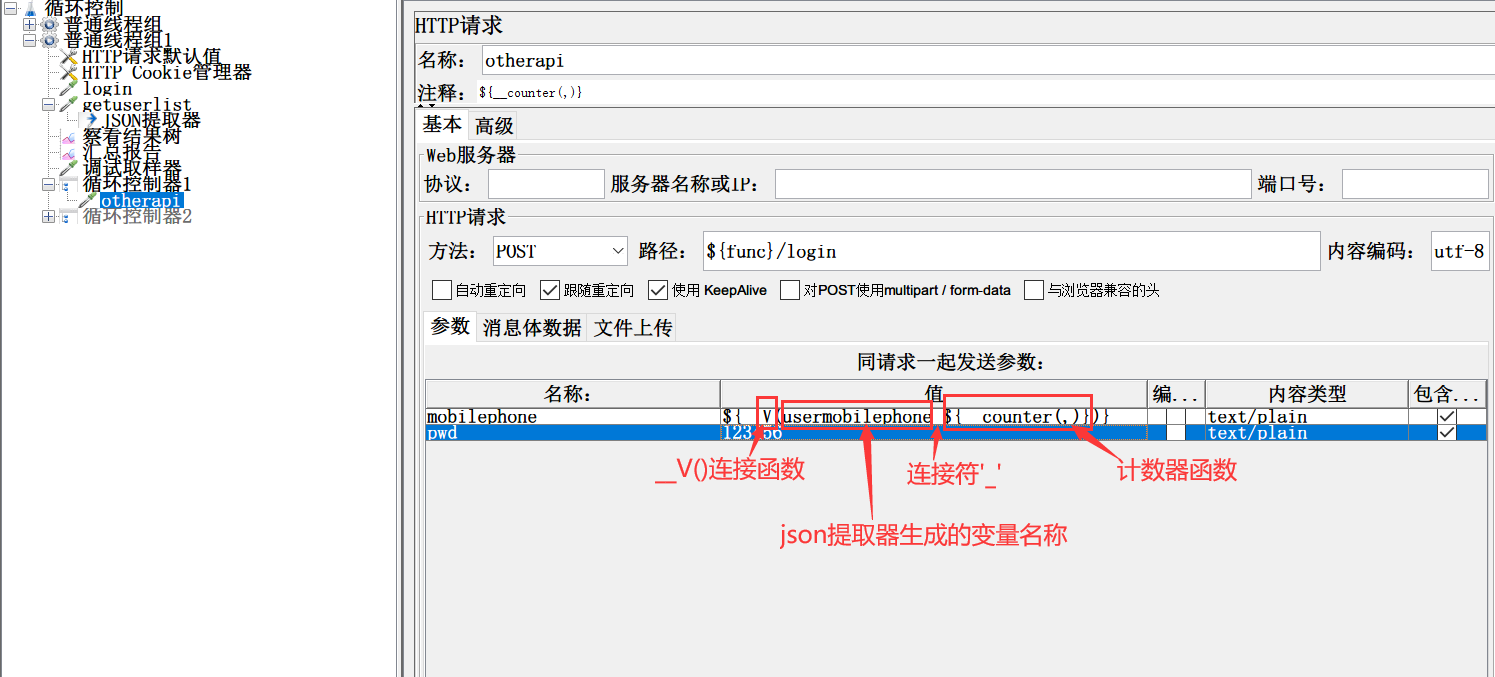 循环控制
普通线程组
普通线程组1
HTTP请求默认值
HTTP Cookie管理器
login
getuserlist
JSON提取器
察看结果树
汇总报告
调试取样器
循环控制器1
otherapi
循环控制器2
HTTP请求
名称： otherapi
注释： ${__counter(,)}
基本 高级
Web服务器
协议： 服务器名称或IP： 端口号：
HTTP请求
方法： POST 路径： ${func}/login 内容编码： utf-8
自动重定向 跟随重定向 使用 KeepAlive 对POST使用multipart / form-data 与浏览器兼容的头
参数 消息体数据 文件上传
同请求一起发送参数：
名称： 值 编... 内容类型 包含...
mobilephone ${__V(usermobilephone_${__counter(,)})} text/plain
pwd 123456 text/plain
__V()连接函数 连接符'_' 计数器函数
json提取器生成的变量名称